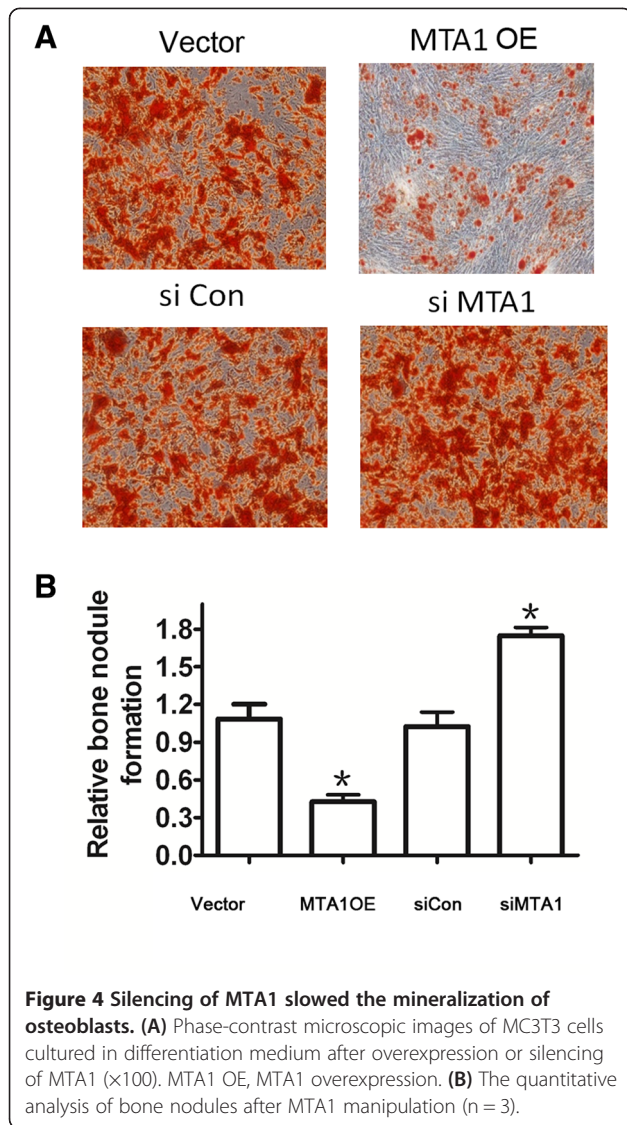 A
Vector
MTA1 OE
si Con
si MTA1
B
Relative bone nodule
formation
1.8
1.5
1.2
0.9
0.6
0.3
0.0
*
*
Vector
MTA1OE
siCon
siMTA1
Figure 4 Silencing of MTA1 slowed the mineralization of
osteoblasts. (A) Phase-contrast microscopic images of MC3T3 cells
cultured in differentiation medium after overexpression or silencing
of MTA1 (×100). MTA1 OE, MTA1 overexpression. (B) The quantitative
analysis of bone nodules after MTA1 manipulation (n = 3).